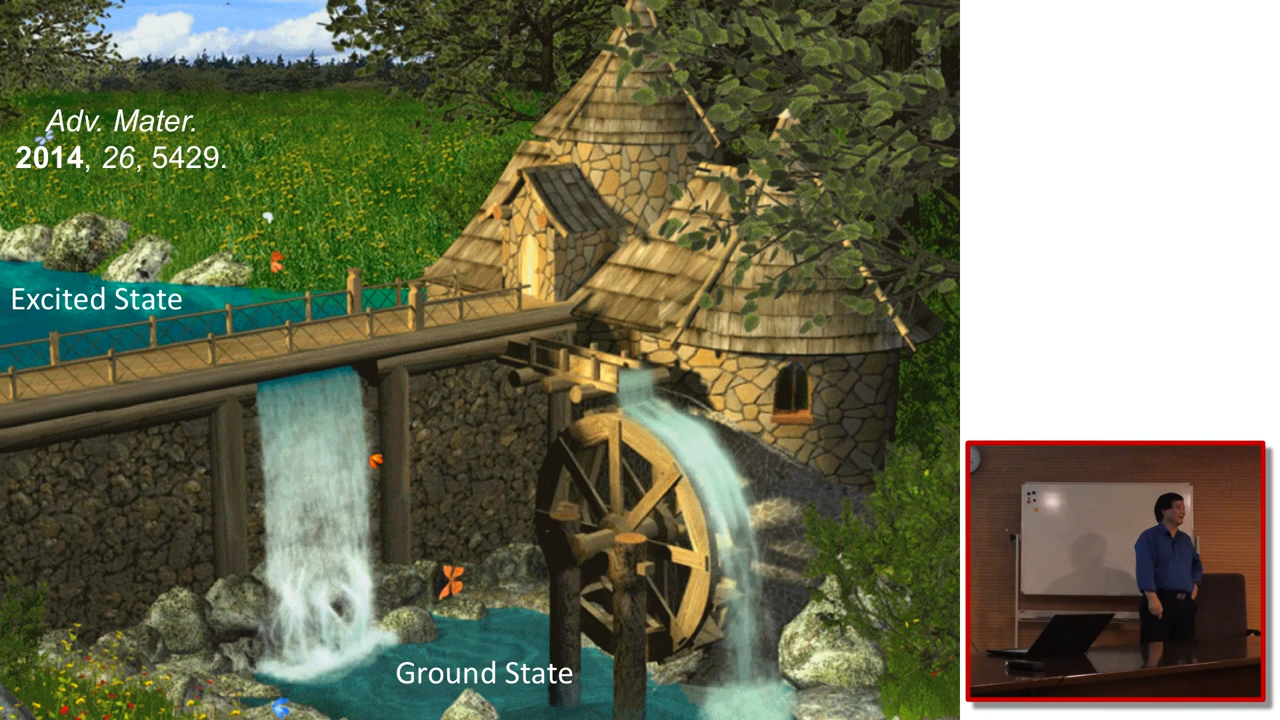 Adv. Mater.
2014, 26, 5429.
Excited State
Ground State